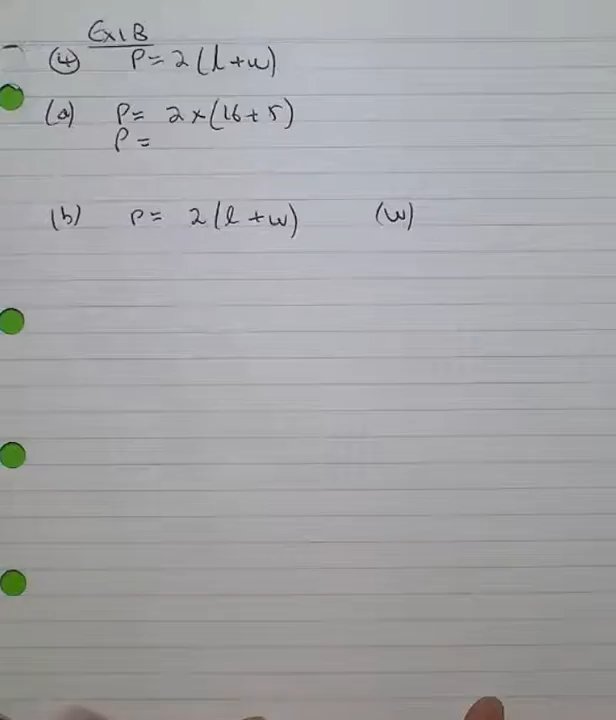 Ex1B
(4) P = 2(l+w)
(a) P = 2×(16+5)
P =
(b) P = 2(l+w) (w)